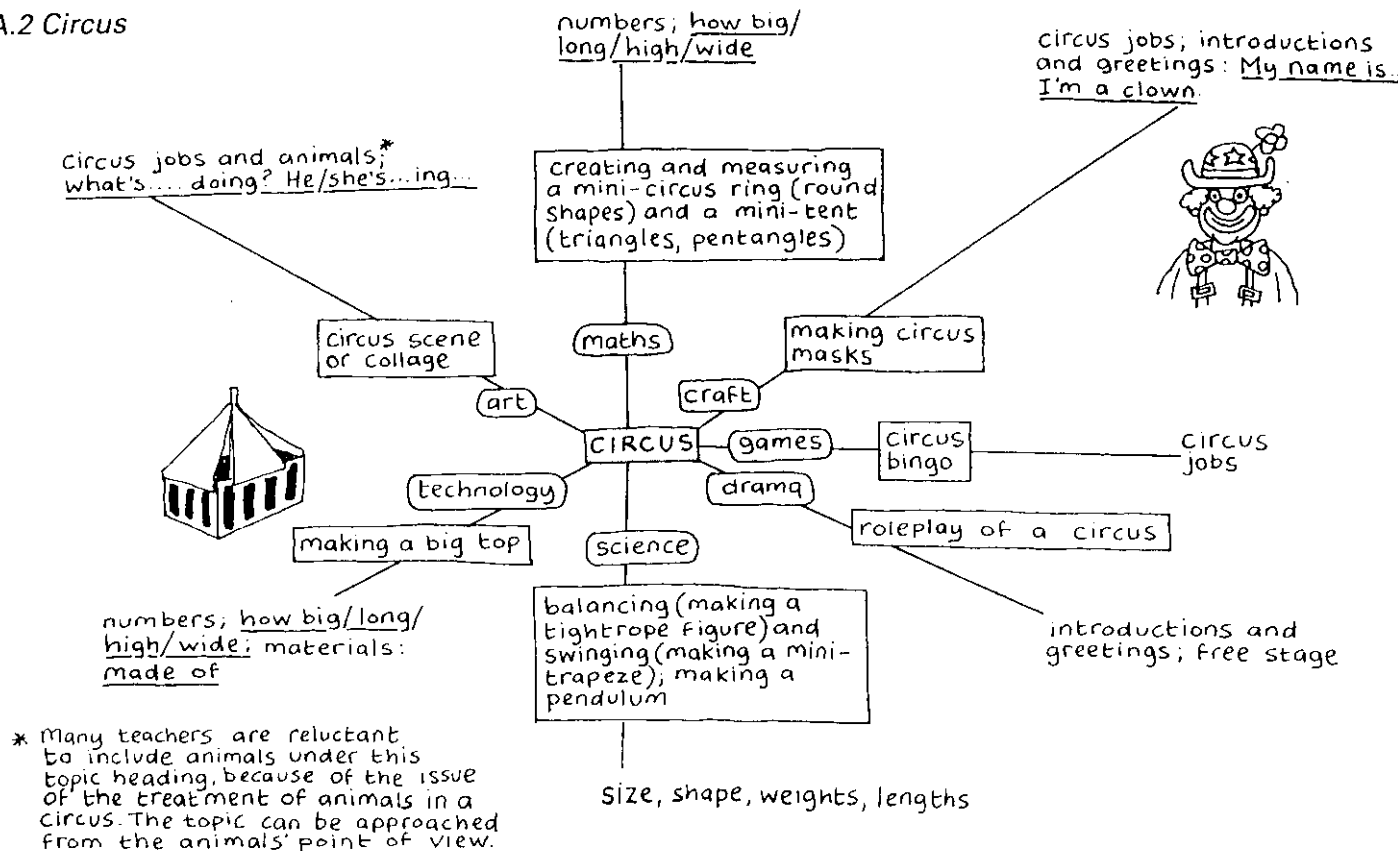 A.2 Circus
numbers; how big/
long/high/wide
circus jobs; introductions
and greetings: My name is...
I'm a clown.
circus jobs and animals;*
what's.... doing? He/she's...ing...
creating and measuring
a mini-circus ring (round
shapes) and a mini-tent
(triangles, pentangles)
circus scene
or collage
maths
making circus
masks
art
craft
CIRCUS
games
circus
bingo
circus
jobs
technology
drama
making a big top
science
roleplay of a circus
numbers; how big/long/
high/wide; materials:
made of
balancing (making a
tightrope figure) and
swinging (making a mini-
trapeze); making a
pendulum
introductions and
greetings; free stage
size, shape, weights, lengths
* Many teachers are reluctant
to include animals under this
topic heading, because of the issue
of the treatment of animals in a
circus. The topic can be approached
from the animals' point of view.